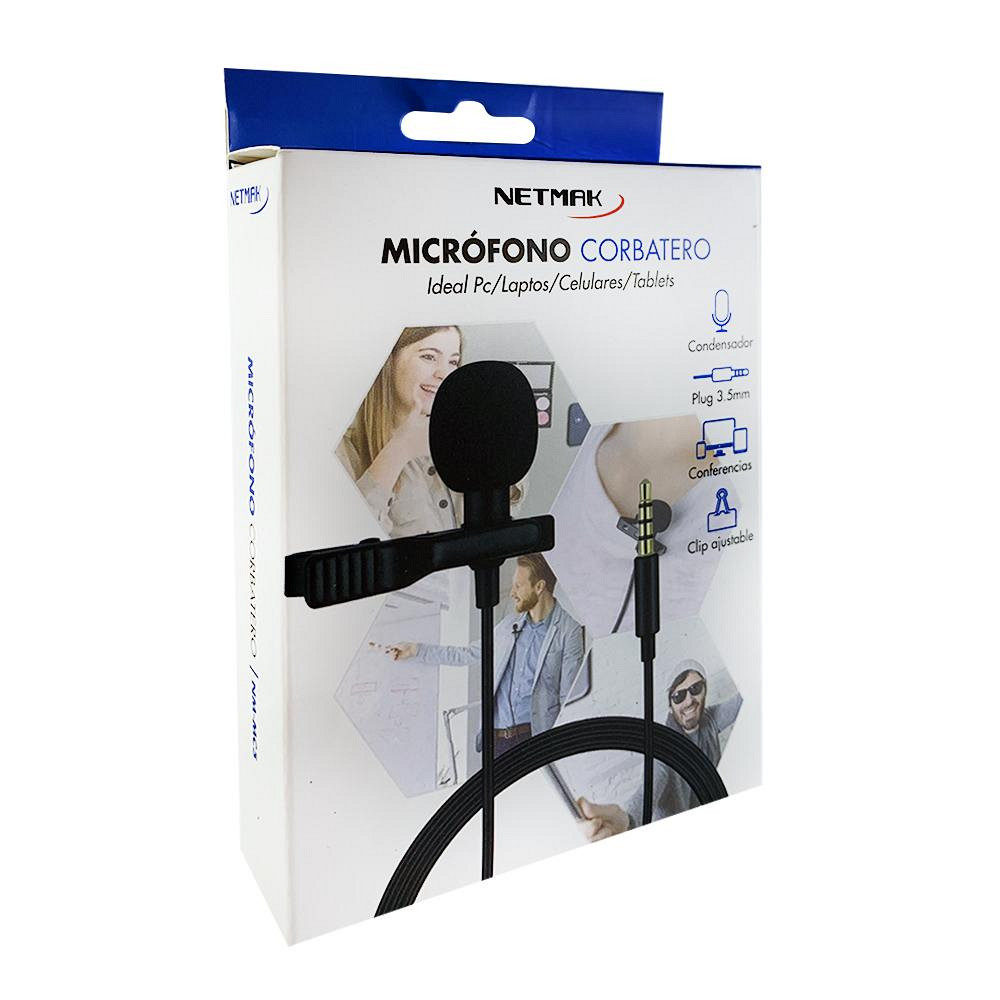 NETMAK
MICRÓFONO CORBATERO
Ideal Pc/Laptos/Celulares/Tablets
Condensador
Plug 3.5mm
Conferencias
Clip ajustable
NETMAK
MICRÓFONO CORBATERO / NM-MC3